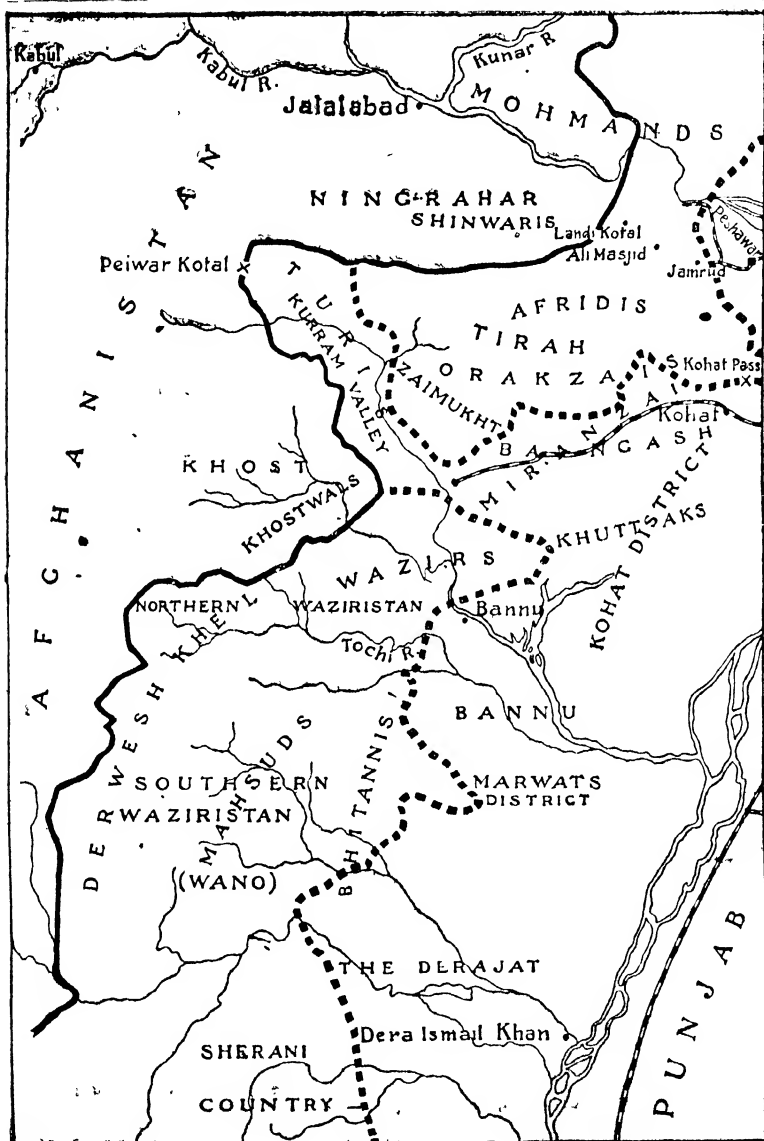 Kabul
Kabul R.
Kunar R
Jalalabad
MOHMANDS
AFGHANISTAN
NINGRAHAR
SHINWARIS
Landi Kotal
Ali Masjid
Peshawar
Jamrud
Peiwar Kotal
TURI
KURRAM VALLEY
AFRIDIS
TIRAH
ORAKZAIS
ZAIMUKHT
Kohat Pass
Kohat
MIRANZAI
BANGASH
KHOST
KHOSTWALS
KHUTTAKS
KOHAT DISTRICT
WAZIRS
NORTHERN WAZIRISTAN
Bannu
Tochi R.
DERWESH KHEL
BANNU
MARWATS
DISTRICT
BHITANNIS
MAHSUDS
SOUTHERN
WAZIRISTAN
(WANO)
THE DERAJAT
Dera Ismail Khan
SHERANI
COUNTRY
PUNJAB